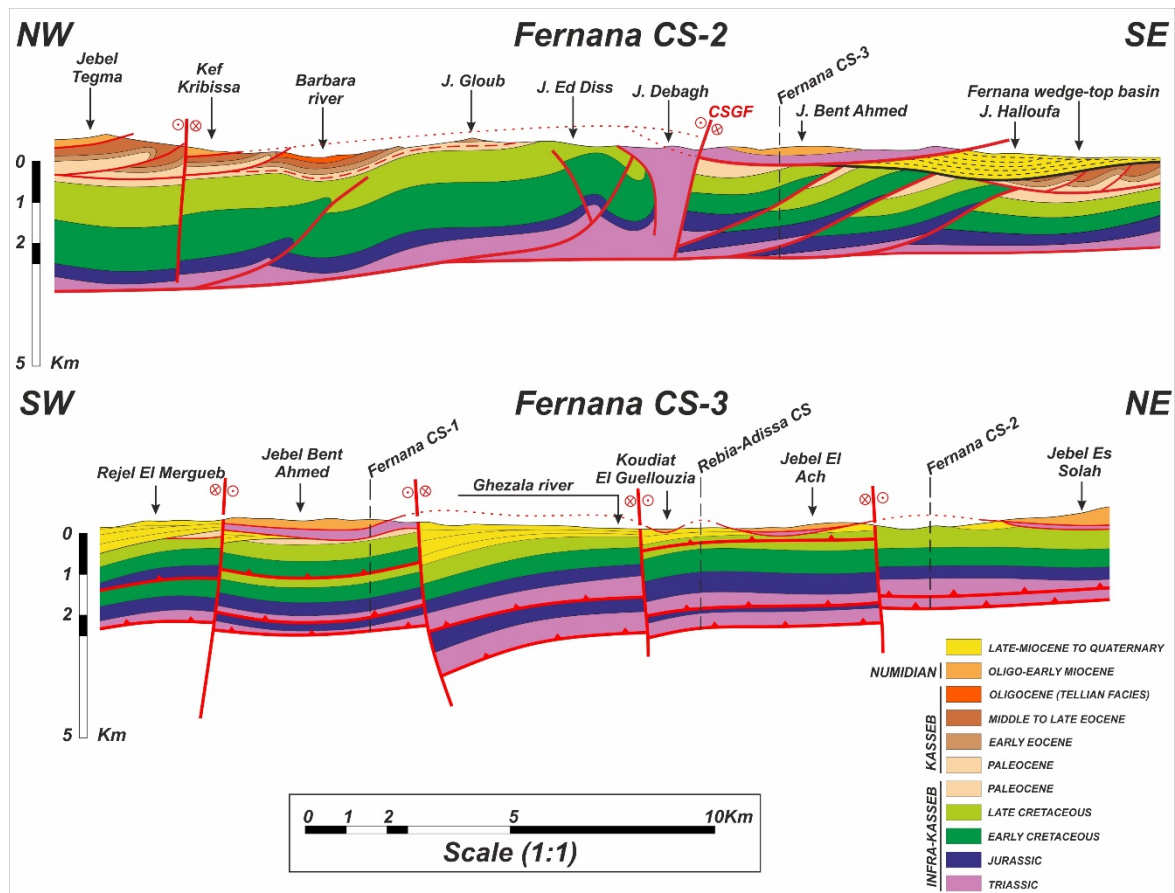 NW
Fernana CS-2
SE
Jebel
Tegma
Kef
Kribissa
Barbara
river
J. Gloub
J. Ed Diss
J. Debagh
CSGF
Fernana CS-3
J. Bent Ahmed
Fernana wedge-top basin
J. Halloufa
0
1
2
5
Km
SW
Fernana CS-3
NE
Rejel El Mergueb
Jebel Bent
Ahmed
Fernana CS-1
Ghezala river
Koudiat
El Guellouzia
Rebia-Adissa CS
Jebel El
Ach
Fernana CS-2
Jebel Es
Solah
0
1
2
5
Km
0 1 2 5 10Km
Scale (1:1)
LATE-MIOCENE TO QUATERNARY
NUMIDIAN
OLIGO-EARLY MIOCENE
KASSEB
OLIGOCENE (TELLIAN FACIES)
MIDDLE TO LATE EOCENE
EARLY EOCENE
PALEOCENE
INFRA-KASSEB
PALEOCENE
LATE CRETACEOUS
EARLY CRETACEOUS
JURASSIC
TRIASSIC